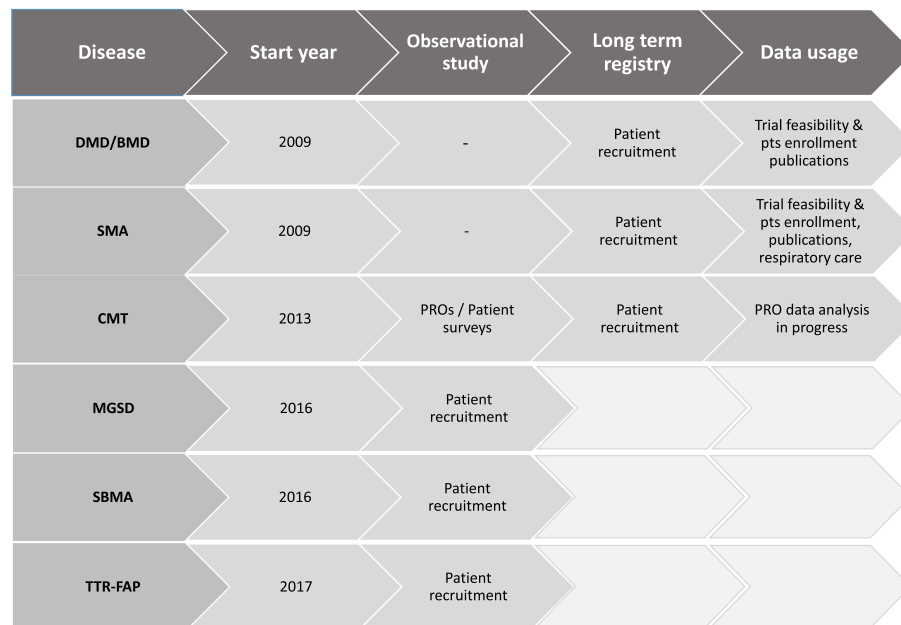 Disease
Start year
Observational
study
Long term
registry
Data usage
DMD/BMD
2009
-
Patient
recruitment
Trial feasibility &
pts enrollment
publications
SMA
2009
-
Patient
recruitment
Trial feasibility &
pts enrollment,
publications,
respiratory care
CMT
2013
PROs / Patient
surveys
Patient
recruitment
PRO data analysis
in progress
MGSD
2016
Patient
recruitment
SBMA
2016
Patient
recruitment
TTR-FAP
2017
Patient
recruitment